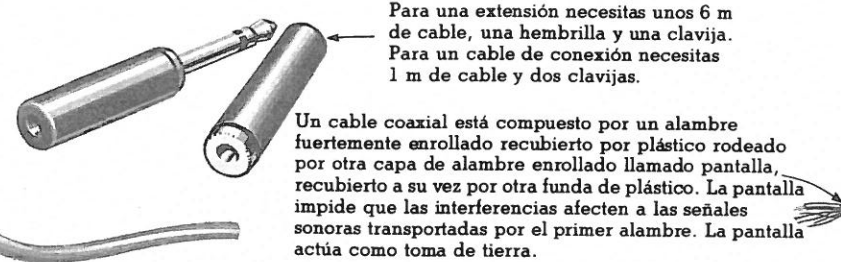 Para una extensión necesitas unos 6 m
de cable, una hembrilla y una clavija.
Para un cable de conexión necesitas
1 m de cable y dos clavijas.
Un cable coaxial está compuesto por un alambre
fuertemente enrollado recubierto por plástico rodeado
por otra capa de alambre enrollado llamado pantalla,
recubierto a su vez por otra funda de plástico. La pantalla
impide que las interferencias afecten a las señales
sonoras transportadas por el primer alambre. La pantalla
actúa como toma de tierra.